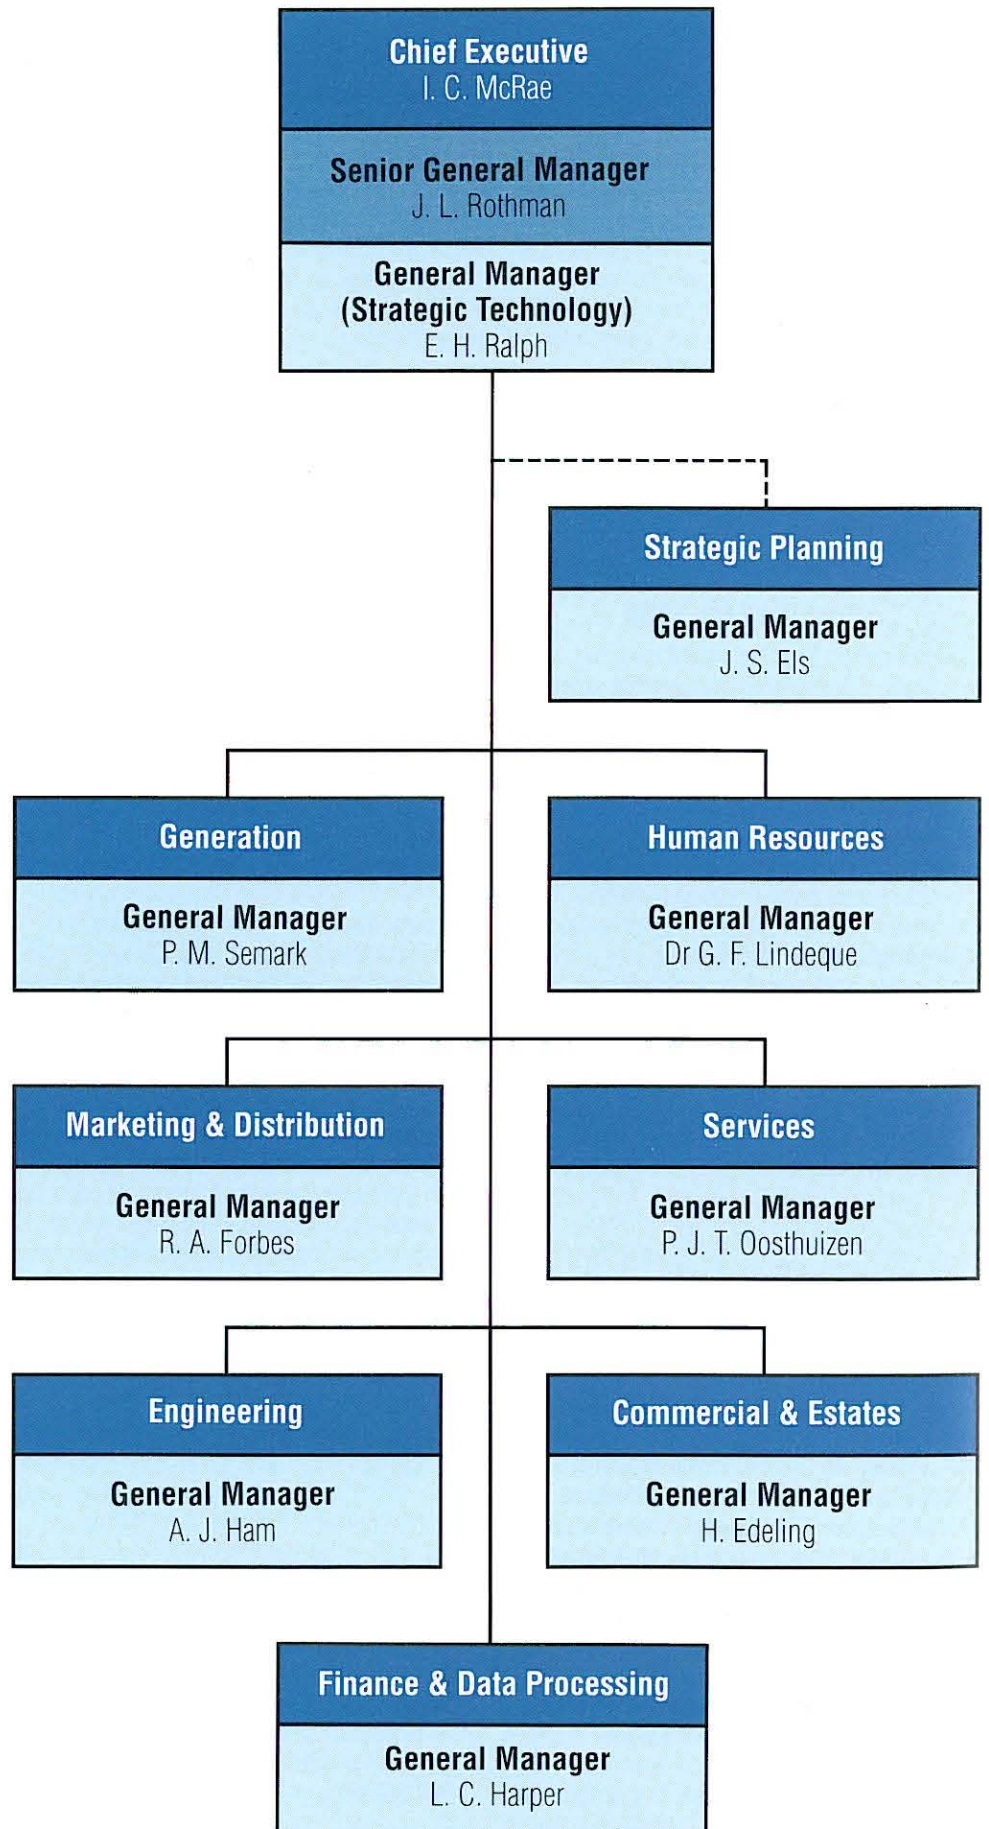 Chief Executive
I. C. McRae
Senior General Manager
J. L. Rothman
General Manager
(Strategic Technology)
E. H. Ralph
Strategic Planning
General Manager
J. S. Els
Generation
General Manager
P. M. Semark
Human Resources
General Manager
Dr G. F. Lindeque
Marketing & Distribution
General Manager
R. A. Forbes
Services
General Manager
P. J. T. Oosthuizen
Engineering
General Manager
A. J. Ham
Commercial & Estates
General Manager
H. Edeling
Finance & Data Processing
General Manager
L. C. Harper